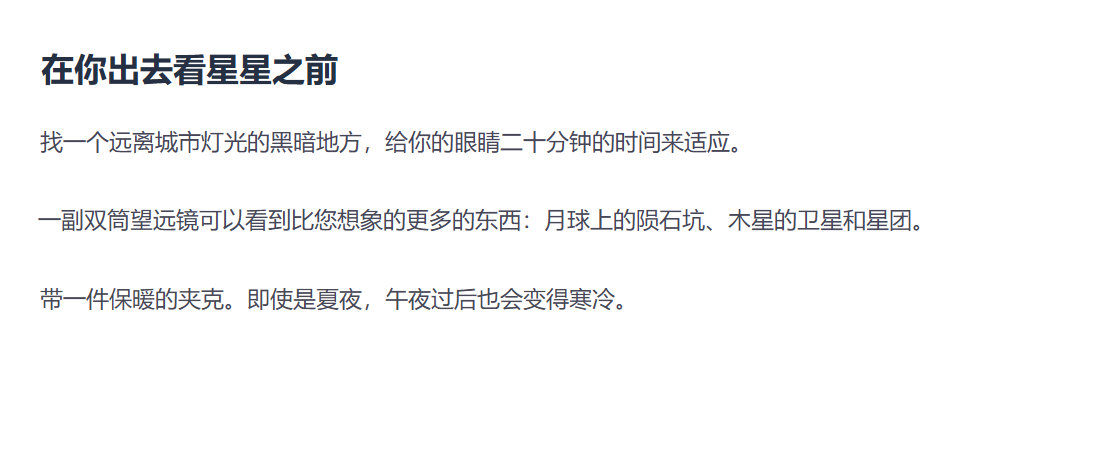 在你出去看星星之前
找一个远离城市灯光的黑暗地方，给你的眼睛二十分钟的时间来适应。
一副双筒望远镜可以看到比您想象的更多的东西：月球上的陨石坑、木星的卫星和星团。
带一件保暖的夹克。即使是夏夜，午夜过后也会变得寒冷。